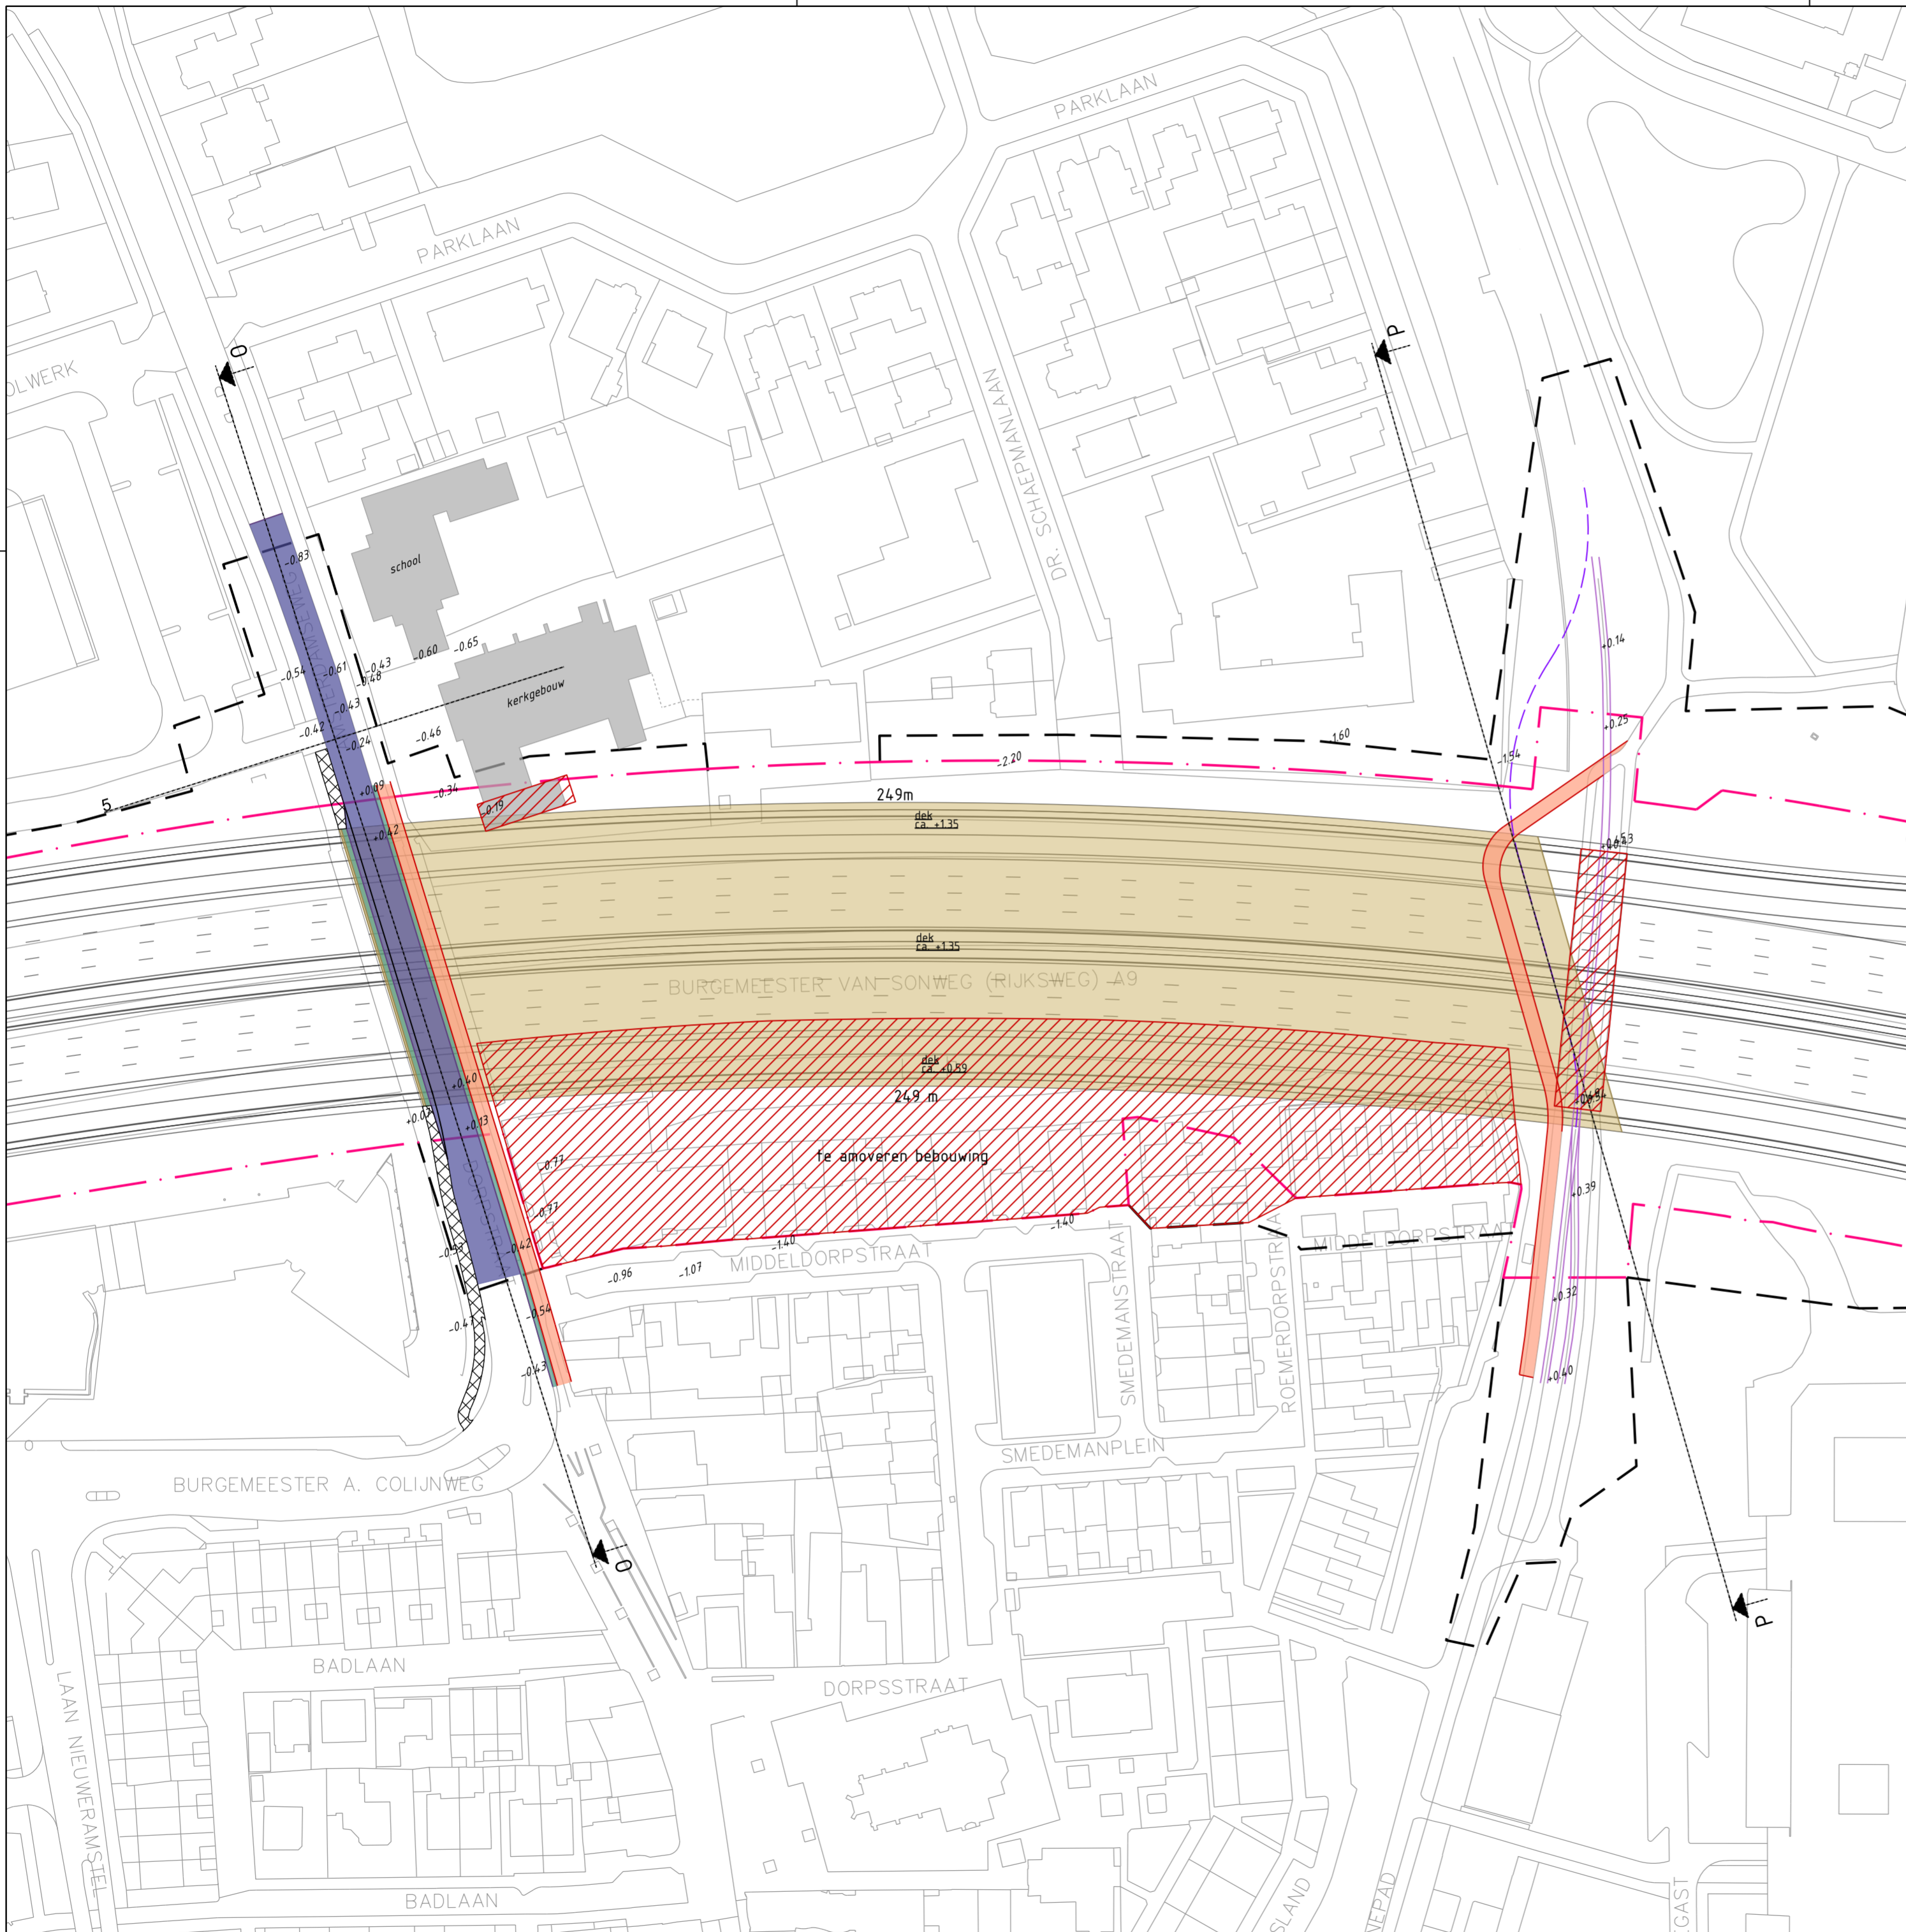 PARKLAAN
PARKLAAN
OLWERK
O
P
DR. SCHAEPMANLAAN
school
kerkgebouw
-0.83
-0.54
-0.61
-0.43
-0.48
-0.60
-0.65
-0.43
-0.42
-0.24
-0.46
-0.34
+0.09
-0.19
+0.42
5
-2.20
1.60
-1.54
+0.14
+0.25
249m
dek
ca. +1.35
dek
ca. +1.35
BURGEMEESTER VAN SONWEG (RIJKSWEG) A9
dek
ca. +0.59
249 m
te amoveren bebouwing
+0.40
+0.13
-0.77
-0.77
-0.42
-0.54
-0.43
-0.96
-1.07
-1.40
-1.40
+0.39
+0.32
+0.40
MIDDELDORPSTRAAT
MIDDELDORPSTRAAT
SMEDEMANSTRAAT
ROEMERDORPSTRAAT
SMEDEMANPLEIN
BURGEMEESTER A. COLIJNWEG
O
P
BADLAAN
DORPSSTRAAT
LAAN NIEUWERAMSTEL
BADLAAN
SLAND
NEPAD
GAST